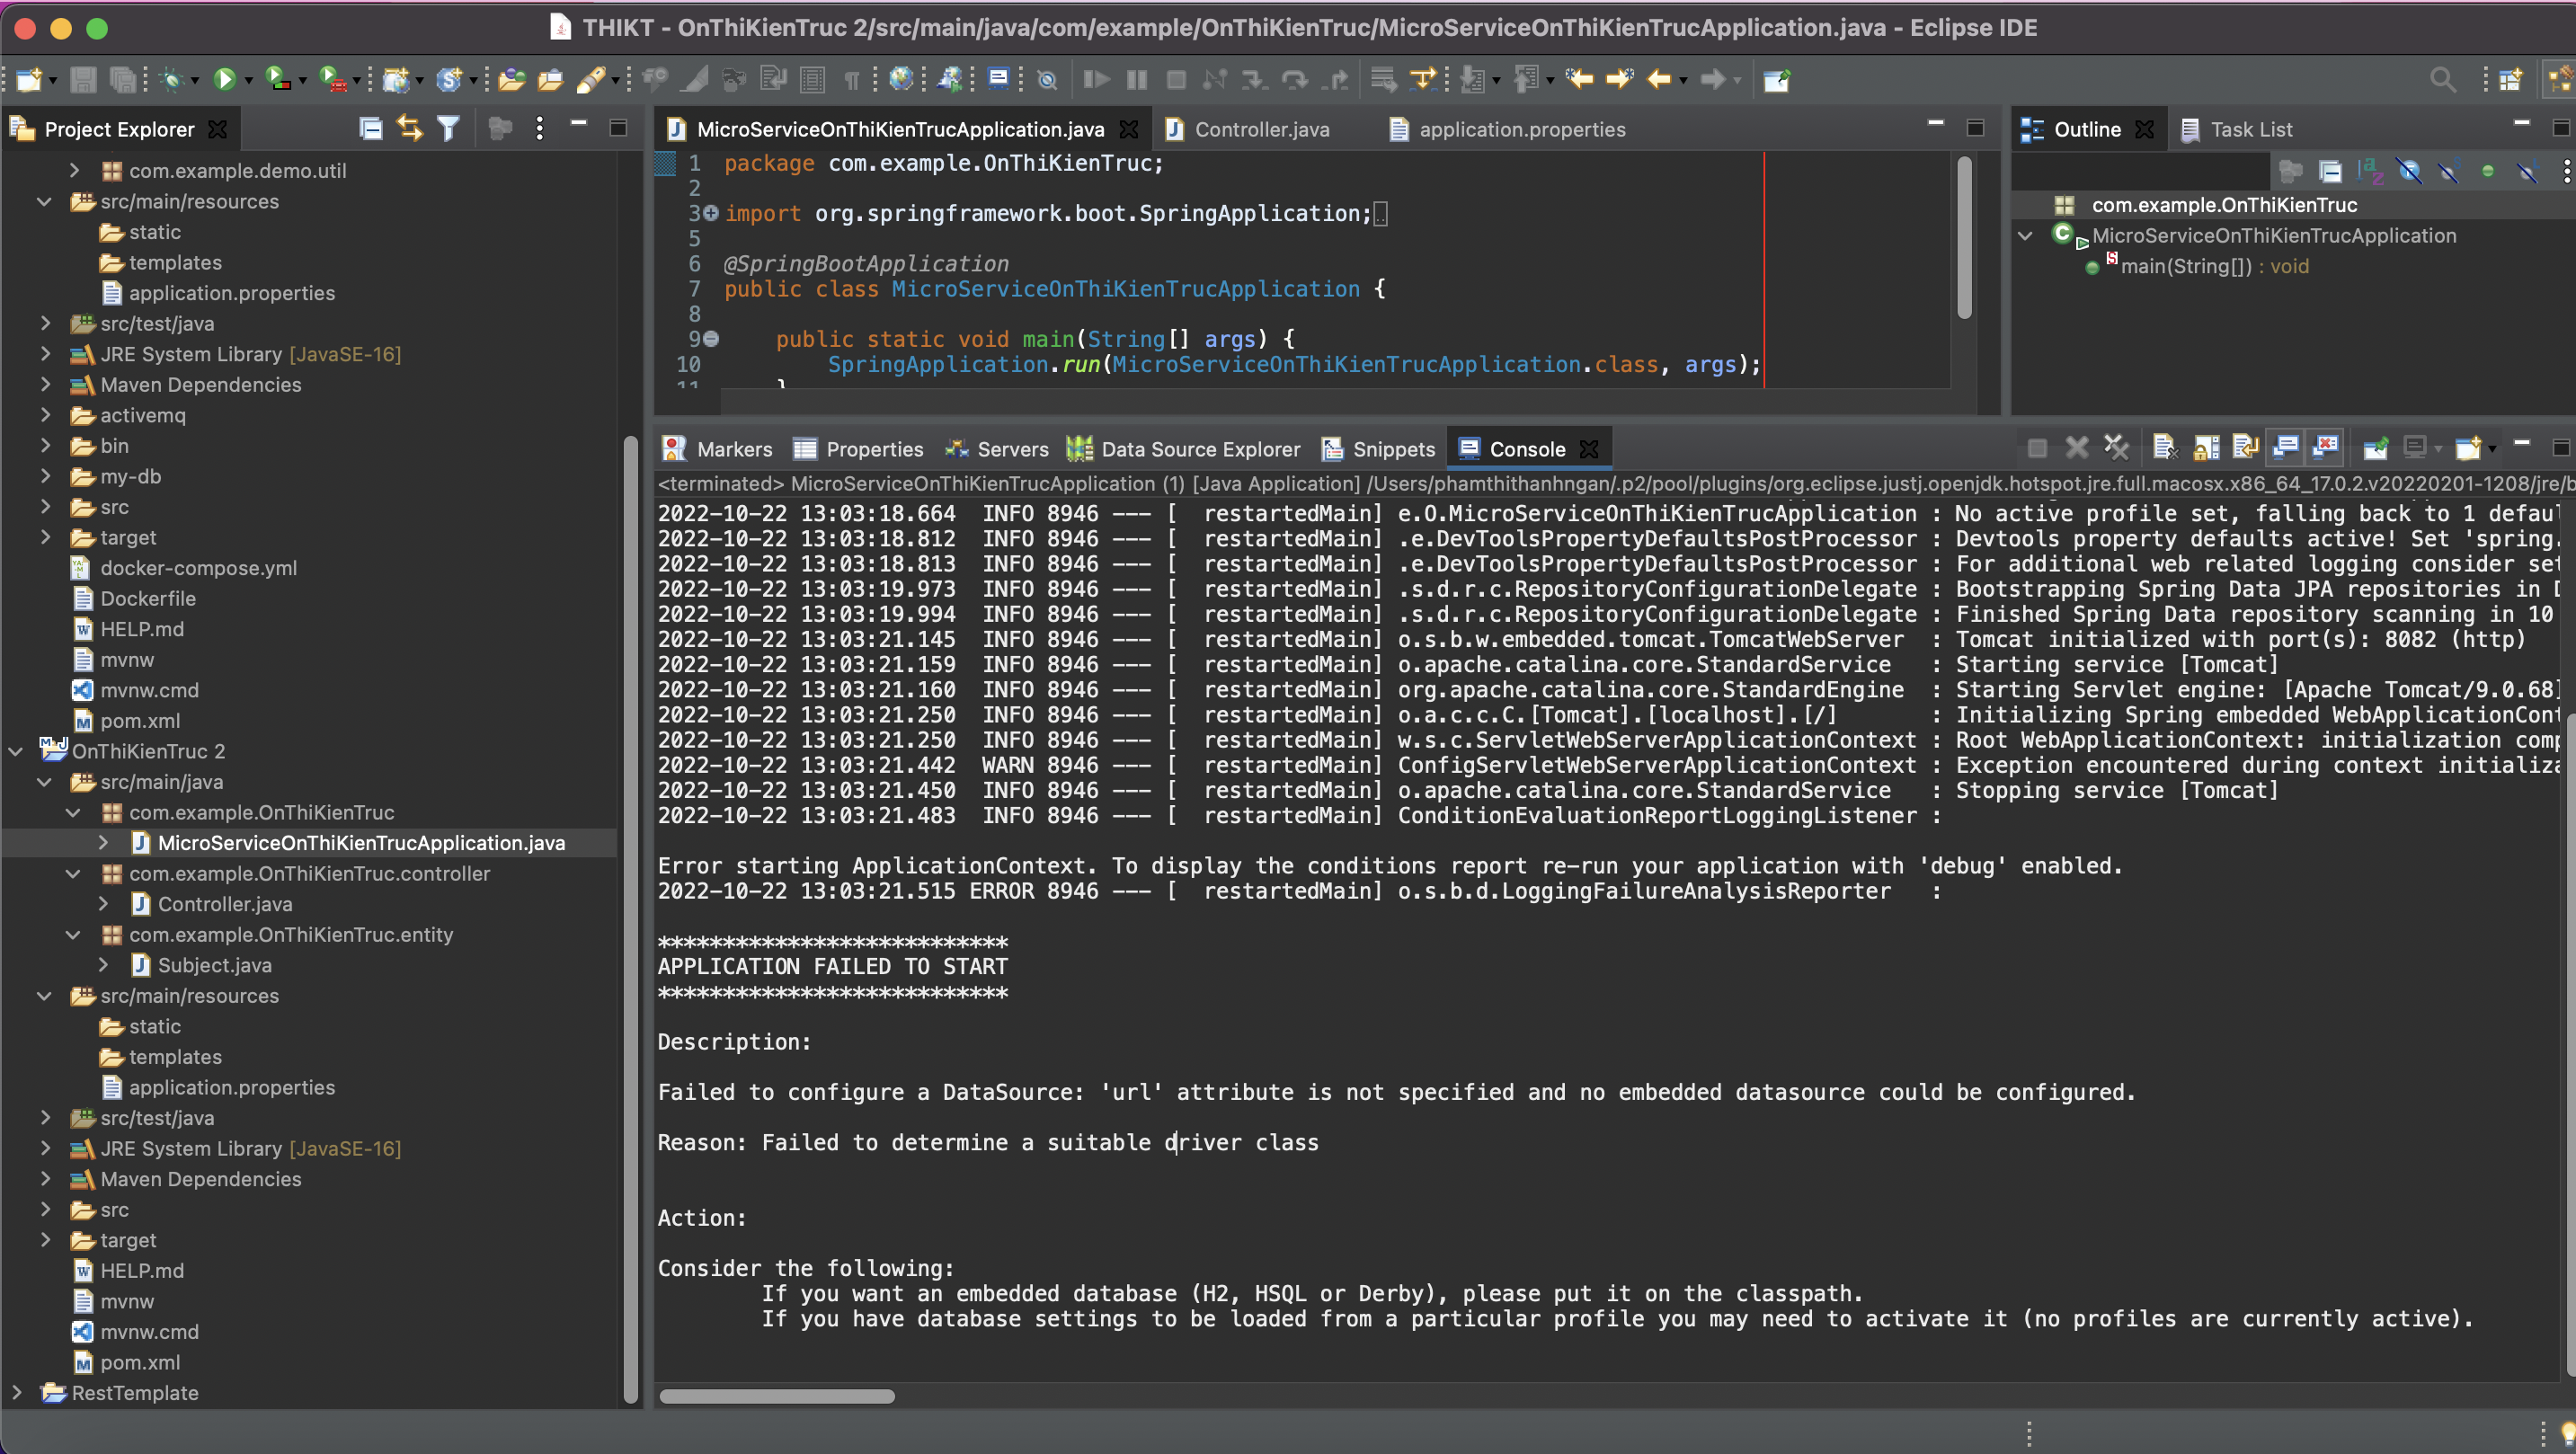 THIKT - OnThiKienTruc 2/src/main/java/com/example/OnThiKienTruc/MicroServiceOnThiKienTrucApplication.java - Eclipse IDE
Project Explorer
com.example.demo.util
src/main/resources
static
templates
application.properties
src/test/java
JRE System Library [JavaSE-16]
Maven Dependencies
activemq
bin
my-db
src
target
docker-compose.yml
Dockerfile
HELP.md
mvnw
mvnw.cmd
pom.xml
OnThiKienTruc 2
src/main/java
com.example.OnThiKienTruc
MicroServiceOnThiKienTrucApplication.java
com.example.OnThiKienTruc.controller
Controller.java
com.example.OnThiKienTruc.entity
Subject.java
src/main/resources
static
templates
application.properties
src/test/java
JRE System Library [JavaSE-16]
Maven Dependencies
src
target
HELP.md
mvnw
mvnw.cmd
pom.xml
RestTemplate
MicroServiceOnThiKienTrucApplication.java Controller.java application.properties
1 package com.example.OnThiKienTruc;
2
3 import org.springframework.boot.SpringApplication;
5
6 @SpringBootApplication
7 public class MicroServiceOnThiKienTrucApplication {
8
9 public static void main(String[] args) {
10 SpringApplication.run(MicroServiceOnThiKienTrucApplication.class, args);
11 }
Outline Task List
com.example.OnThiKienTruc
MicroServiceOnThiKienTrucApplication
main(String[]) : void
Markers Properties Servers Data Source Explorer Snippets Console
<terminated> MicroServiceOnThiKienTrucApplication (1) [Java Application] /Users/phamthithanhngan/.p2/pool/plugins/org.eclipse.justj.openjdk.hotspot.jre.full.macosx.x86_64_17.0.2.v20220201-1208/jre/b
2022-10-22 13:03:18.664 INFO 8946 --- [ restartedMain] e.O.MicroServiceOnThiKienTrucApplication : No active profile set, falling back to 1 defaul
2022-10-22 13:03:18.812 INFO 8946 --- [ restartedMain] .e.DevToolsPropertyDefaultsPostProcessor : Devtools property defaults active! Set 'spring.
2022-10-22 13:03:18.813 INFO 8946 --- [ restartedMain] .e.DevToolsPropertyDefaultsPostProcessor : For additional web related logging consider set
2022-10-22 13:03:19.973 INFO 8946 --- [ restartedMain] .s.d.r.c.RepositoryConfigurationDelegate : Bootstrapping Spring Data JPA repositories in D
2022-10-22 13:03:19.994 INFO 8946 --- [ restartedMain] .s.d.r.c.RepositoryConfigurationDelegate : Finished Spring Data repository scanning in 10
2022-10-22 13:03:21.145 INFO 8946 --- [ restartedMain] o.s.b.w.embedded.tomcat.TomcatWebServer : Tomcat initialized with port(s): 8082 (http)
2022-10-22 13:03:21.159 INFO 8946 --- [ restartedMain] o.apache.catalina.core.StandardService : Starting service [Tomcat]
2022-10-22 13:03:21.160 INFO 8946 --- [ restartedMain] org.apache.catalina.core.StandardEngine : Starting Servlet engine: [Apache Tomcat/9.0.68]
2022-10-22 13:03:21.250 INFO 8946 --- [ restartedMain] o.a.c.c.C.[Tomcat].[localhost].[/] : Initializing Spring embedded WebApplicationCont
2022-10-22 13:03:21.250 INFO 8946 --- [ restartedMain] w.s.c.ServletWebServerApplicationContext : Root WebApplicationContext: initialization comp
2022-10-22 13:03:21.442 WARN 8946 --- [ restartedMain] ConfigServletWebServerApplicationContext : Exception encountered during context initializa
2022-10-22 13:03:21.450 INFO 8946 --- [ restartedMain] o.apache.catalina.core.StandardService : Stopping service [Tomcat]
2022-10-22 13:03:21.483 INFO 8946 --- [ restartedMain] ConditionEvaluationReportLoggingListener :
Error starting ApplicationContext. To display the conditions report re-run your application with 'debug' enabled.
2022-10-22 13:03:21.515 ERROR 8946 --- [ restartedMain] o.s.b.d.LoggingFailureAnalysisReporter :
***************************
APPLICATION FAILED TO START
***************************
Description:
Failed to configure a DataSource: 'url' attribute is not specified and no embedded datasource could be configured.
Reason: Failed to determine a suitable driver class
Action:
Consider the following:
If you want an embedded database (H2, HSQL or Derby), please put it on the classpath.
If you have database settings to be loaded from a particular profile you may need to activate it (no profiles are currently active).